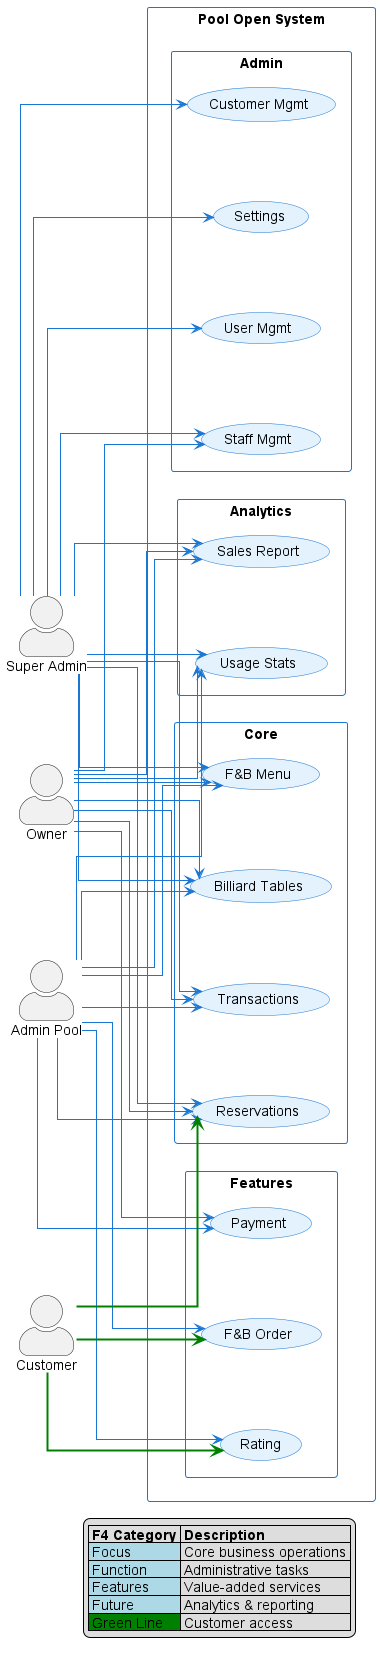 Pool Open System
Admin
Customer Mgmt
Settings
User Mgmt
Staff Mgmt
Analytics
Sales Report
Usage Stats
Super Admin
Core
F&B Menu
Owner
Billiard Tables
Transactions
Admin Pool
Reservations
Features
Payment
F&B Order
Customer
Rating
F4 Category Description
Focus Core business operations
Function Administrative tasks
Features Value-added services
Future Analytics & reporting
Green Line Customer access